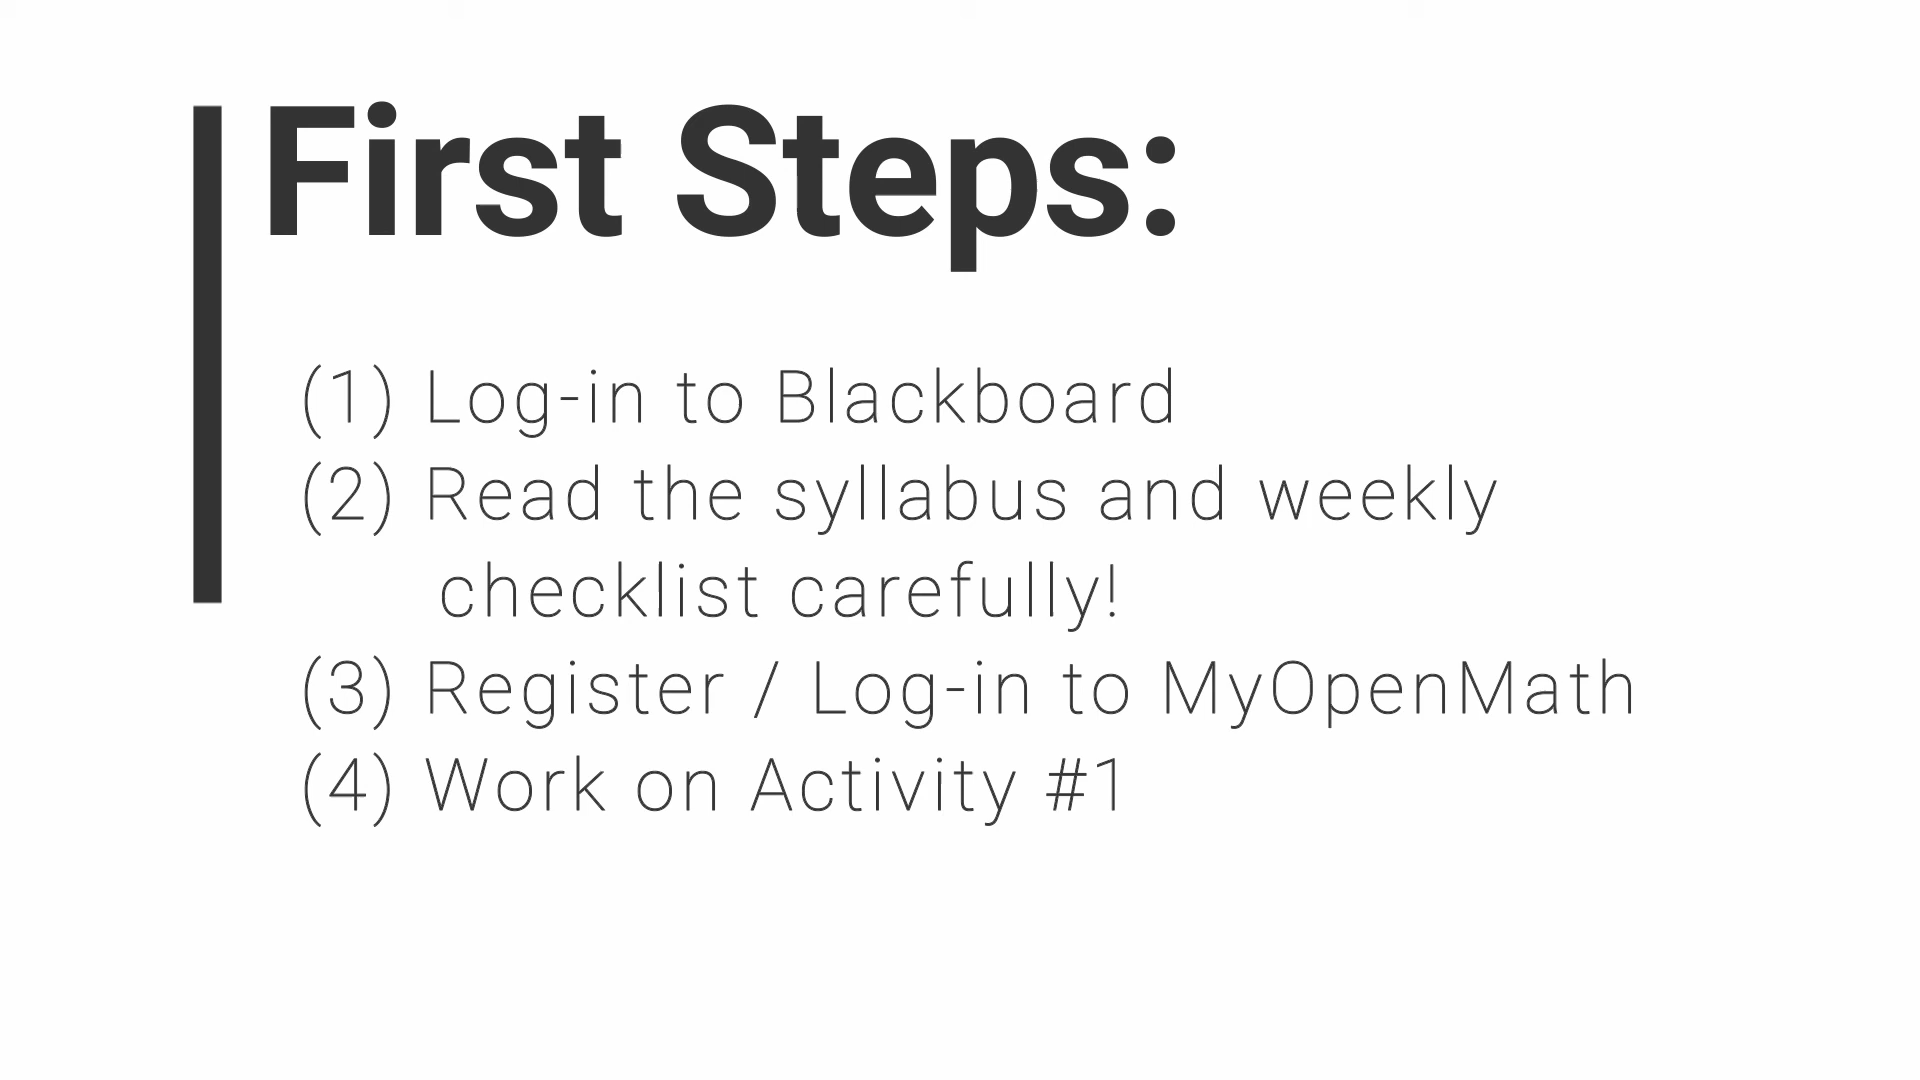 First Steps:
(1) Log-in to Blackboard
(2) Read the syllabus and weekly
checklist carefully!
(3) Register / Log-in to MyOpenMath
(4) Work on Activity #1